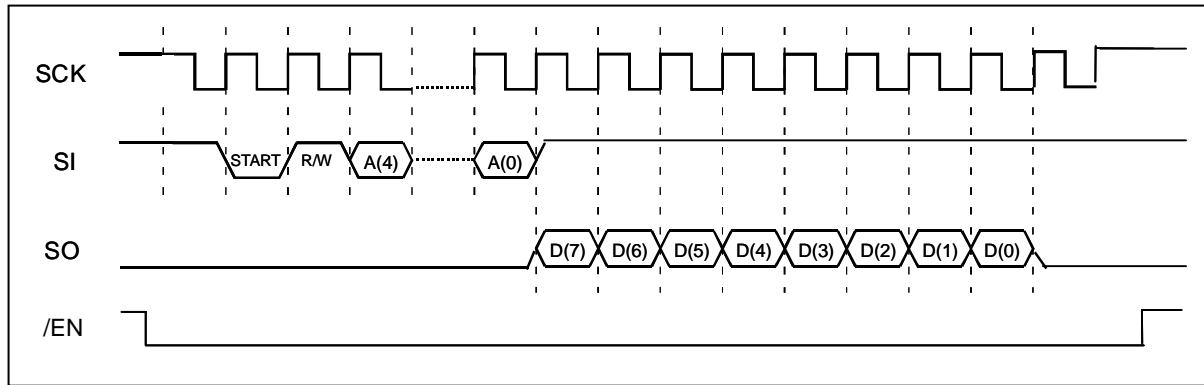 SCK
SI START R/W A(4) A(0)
SO D(7) D(6) D(5) D(4) D(3) D(2) D(1) D(0)
/EN